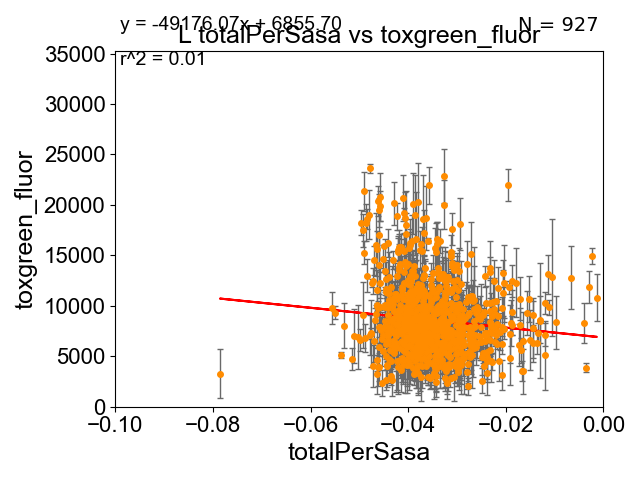 y = -49176.07x + 6855.70
N = 927
L totalPerSasa vs toxgreen_fluor
r^2 = 0.01
35000
30000
25000
20000
15000
10000
5000
0
toxgreen_fluor
−0.10 −0.08 −0.06 −0.04 −0.02 0.00
totalPerSasa